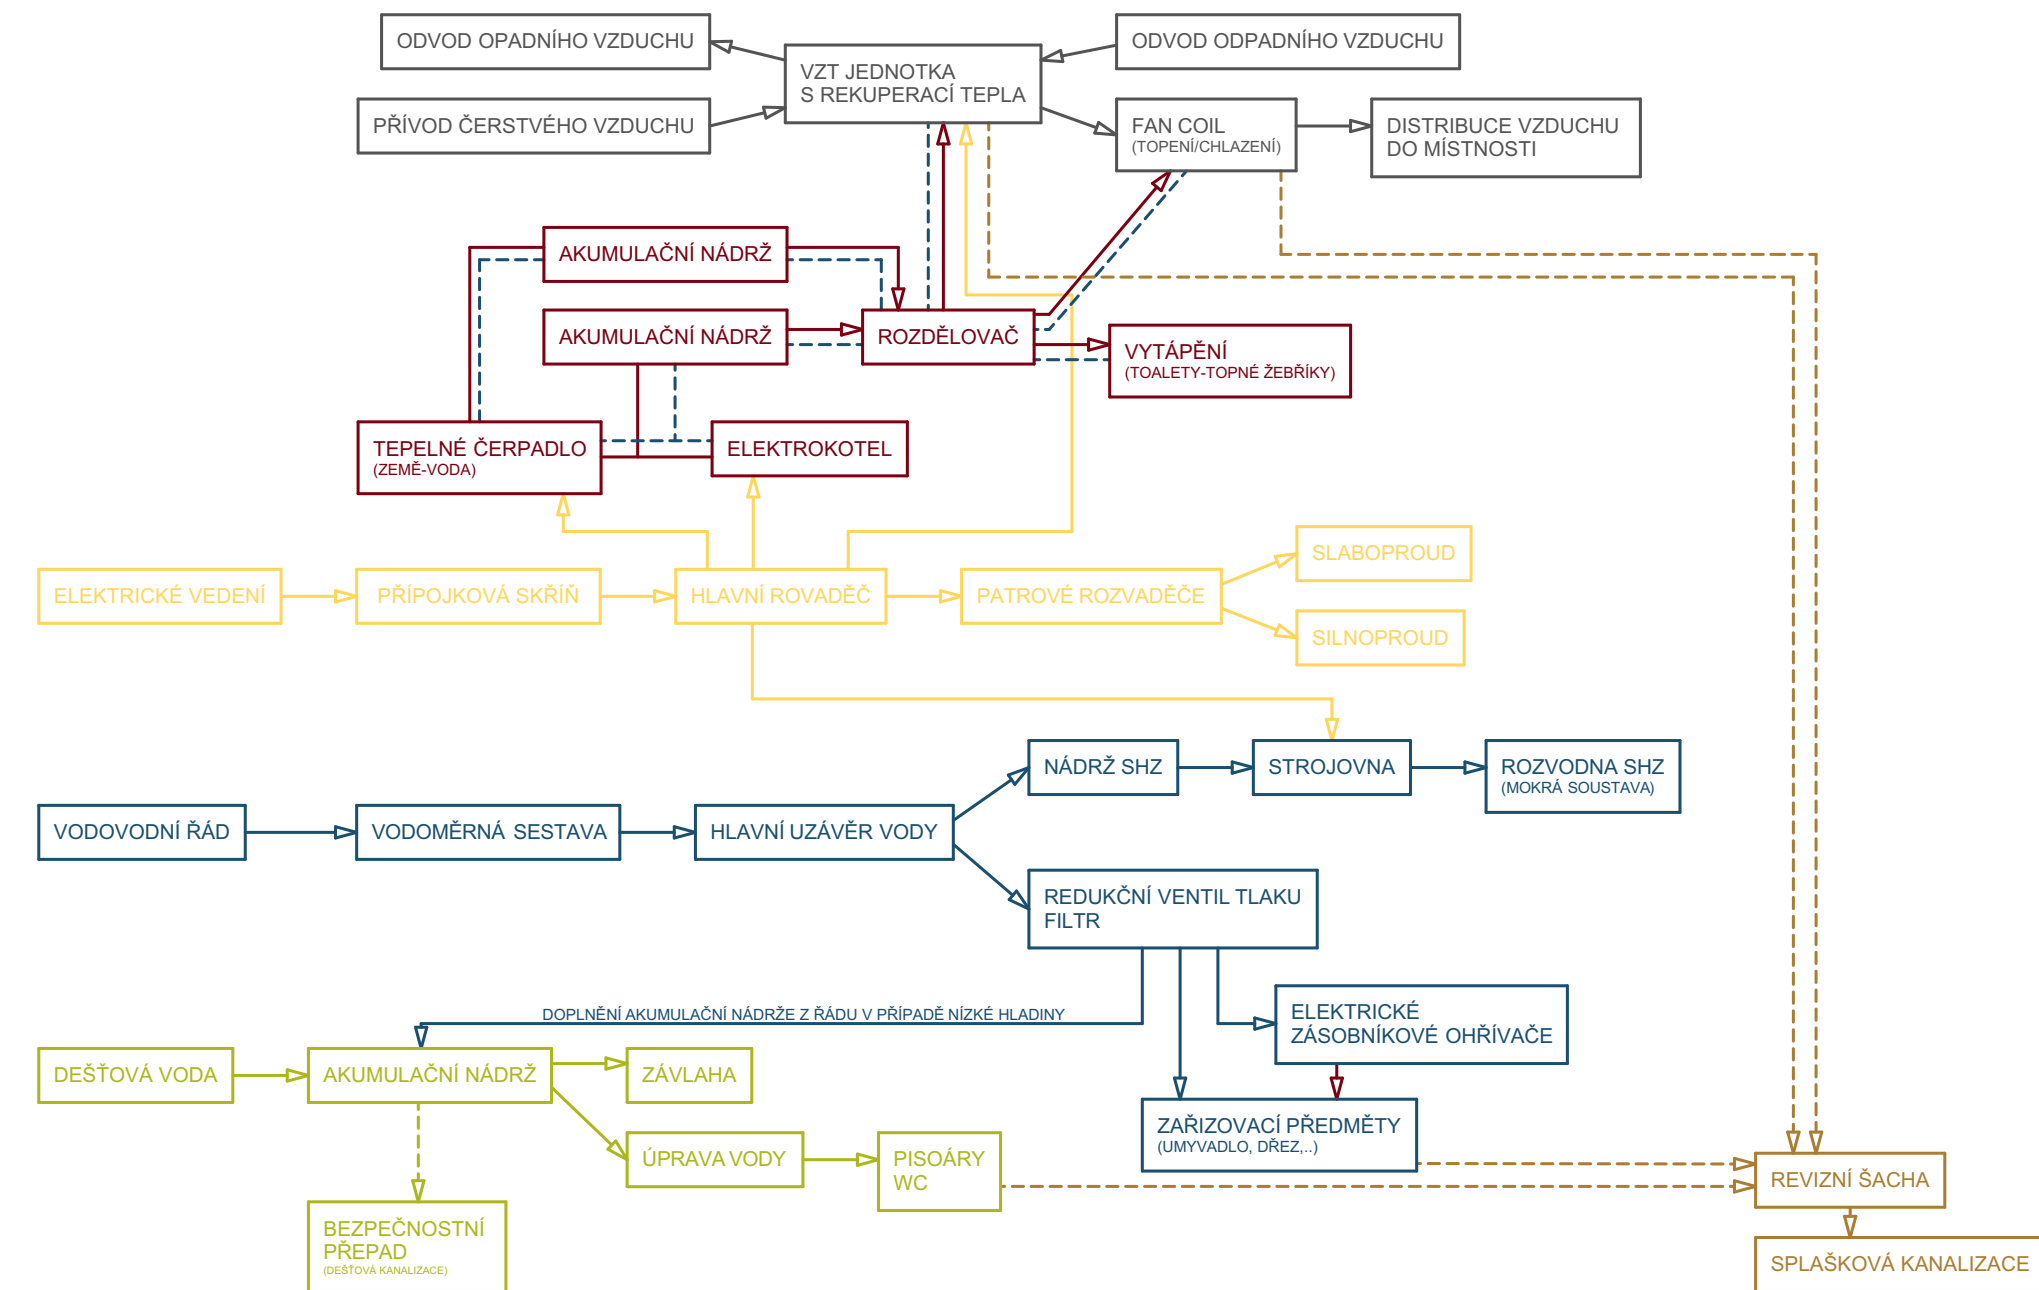 ODVOD OPADNÍHO VZDUCHU
ODVOD ODPADNÍHO VZDUCHU
VZT JEDNOTKA
S REKUPERACÍ TEPLA
PŘÍVOD ČERSTVÉHO VZDUCHU
FAN COIL
(TOPENÍ/CHLAZENÍ)
DISTRIBUCE VZDUCHU
DO MÍSTNOSTI
AKUMULAČNÍ NÁDRŽ
AKUMULAČNÍ NÁDRŽ
ROZDĚLOVAČ
VYTÁPĚNÍ
(TOALETY-TOPNÉ ŽEBŘÍKY)
TEPELNÉ ČERPADLO
(ZEMĚ-VODA)
ELEKTROKOTEL
SLABOPROUD
ELEKTRICKÉ VEDENÍ
PŘÍPOJKOVÁ SKŘÍŇ
HLAVNÍ ROVADĚČ
PATROVÉ ROZVADĚČE
SILNOPROUD
NÁDRŽ SHZ
STROJOVNA
ROZVODNA SHZ
(MOKRÁ SOUSTAVA)
VODOVODNÍ ŘÁD
VODOMĚRNÁ SESTAVA
HLAVNÍ UZÁVĚR VODY
REDUKČNÍ VENTIL TLAKU
FILTR
DOPLNĚNÍ AKUMULAČNÍ NÁDRŽE Z ŘÁDU V PŘÍPADĚ NÍZKÉ HLADINY
ELEKTRICKÉ
ZÁSOBNÍKOVÉ OHŘÍVAČE
DEŠŤOVÁ VODA
AKUMULAČNÍ NÁDRŽ
ZÁVLAHA
ZAŘIZOVACÍ PŘEDMĚTY
(UMYVADLO, DŘEZ,..)
ÚPRAVA VODY
PISOÁRY
WC
REVIZNÍ ŠACHA
BEZPEČNOSTNÍ
PŘEPAD
(DEŠŤOVÁ KANALIZACE)
SPLAŠKOVÁ KANALIZACE